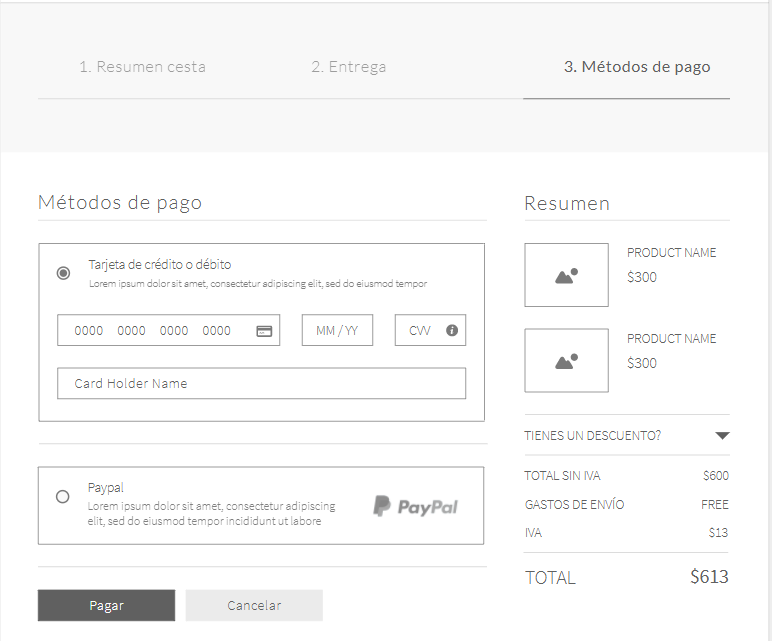 1. Resumen cesta
2. Entrega
3. Métodos de pago
Métodos de pago
Tarjeta de crédito o débito
Lorem ipsum dolor sit amet, consectetur adipiscing elit, sed do eiusmod tempor
0000 0000 0000 0000
MM / YY
CVV
Card Holder Name
Paypal
Lorem ipsum dolor sit amet, consectetur adipiscing
elit, sed do eiusmod tempor incididunt ut labore
PayPal
Pagar
Cancelar
Resumen
PRODUCT NAME
$300
PRODUCT NAME
$300
TIENES UN DESCUENTO?
TOTAL SIN IVA $600
GASTOS DE ENVÍO FREE
IVA $13
TOTAL $613